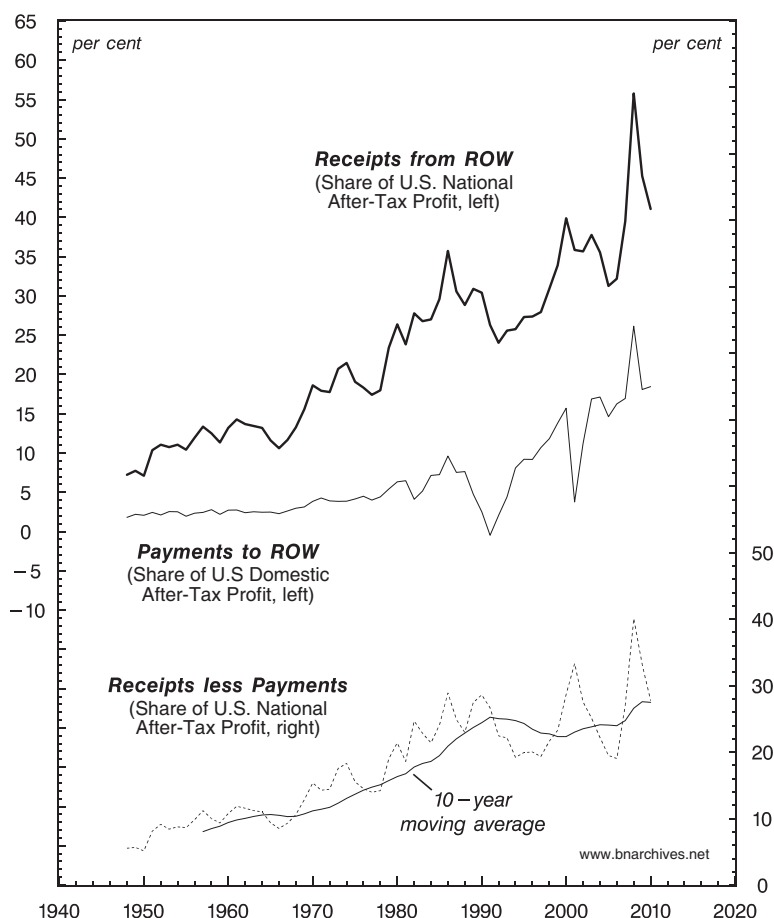 65
60
55
50
45
40
35
30
25
20
15
10
5
0
−5
−10
per cent
per cent
Receipts from ROW
(Share of U.S. National
After-Tax Profit, left)
Payments to ROW
(Share of U.S Domestic
After-Tax Profit, left)
50
40
30
20
10
0
Receipts less Payments
(Share of U.S. National
After-Tax Profit, right)
10–year
moving average
www.bnarchives.net
1940 1950 1960 1970 1980 1990 2000 2010 2020